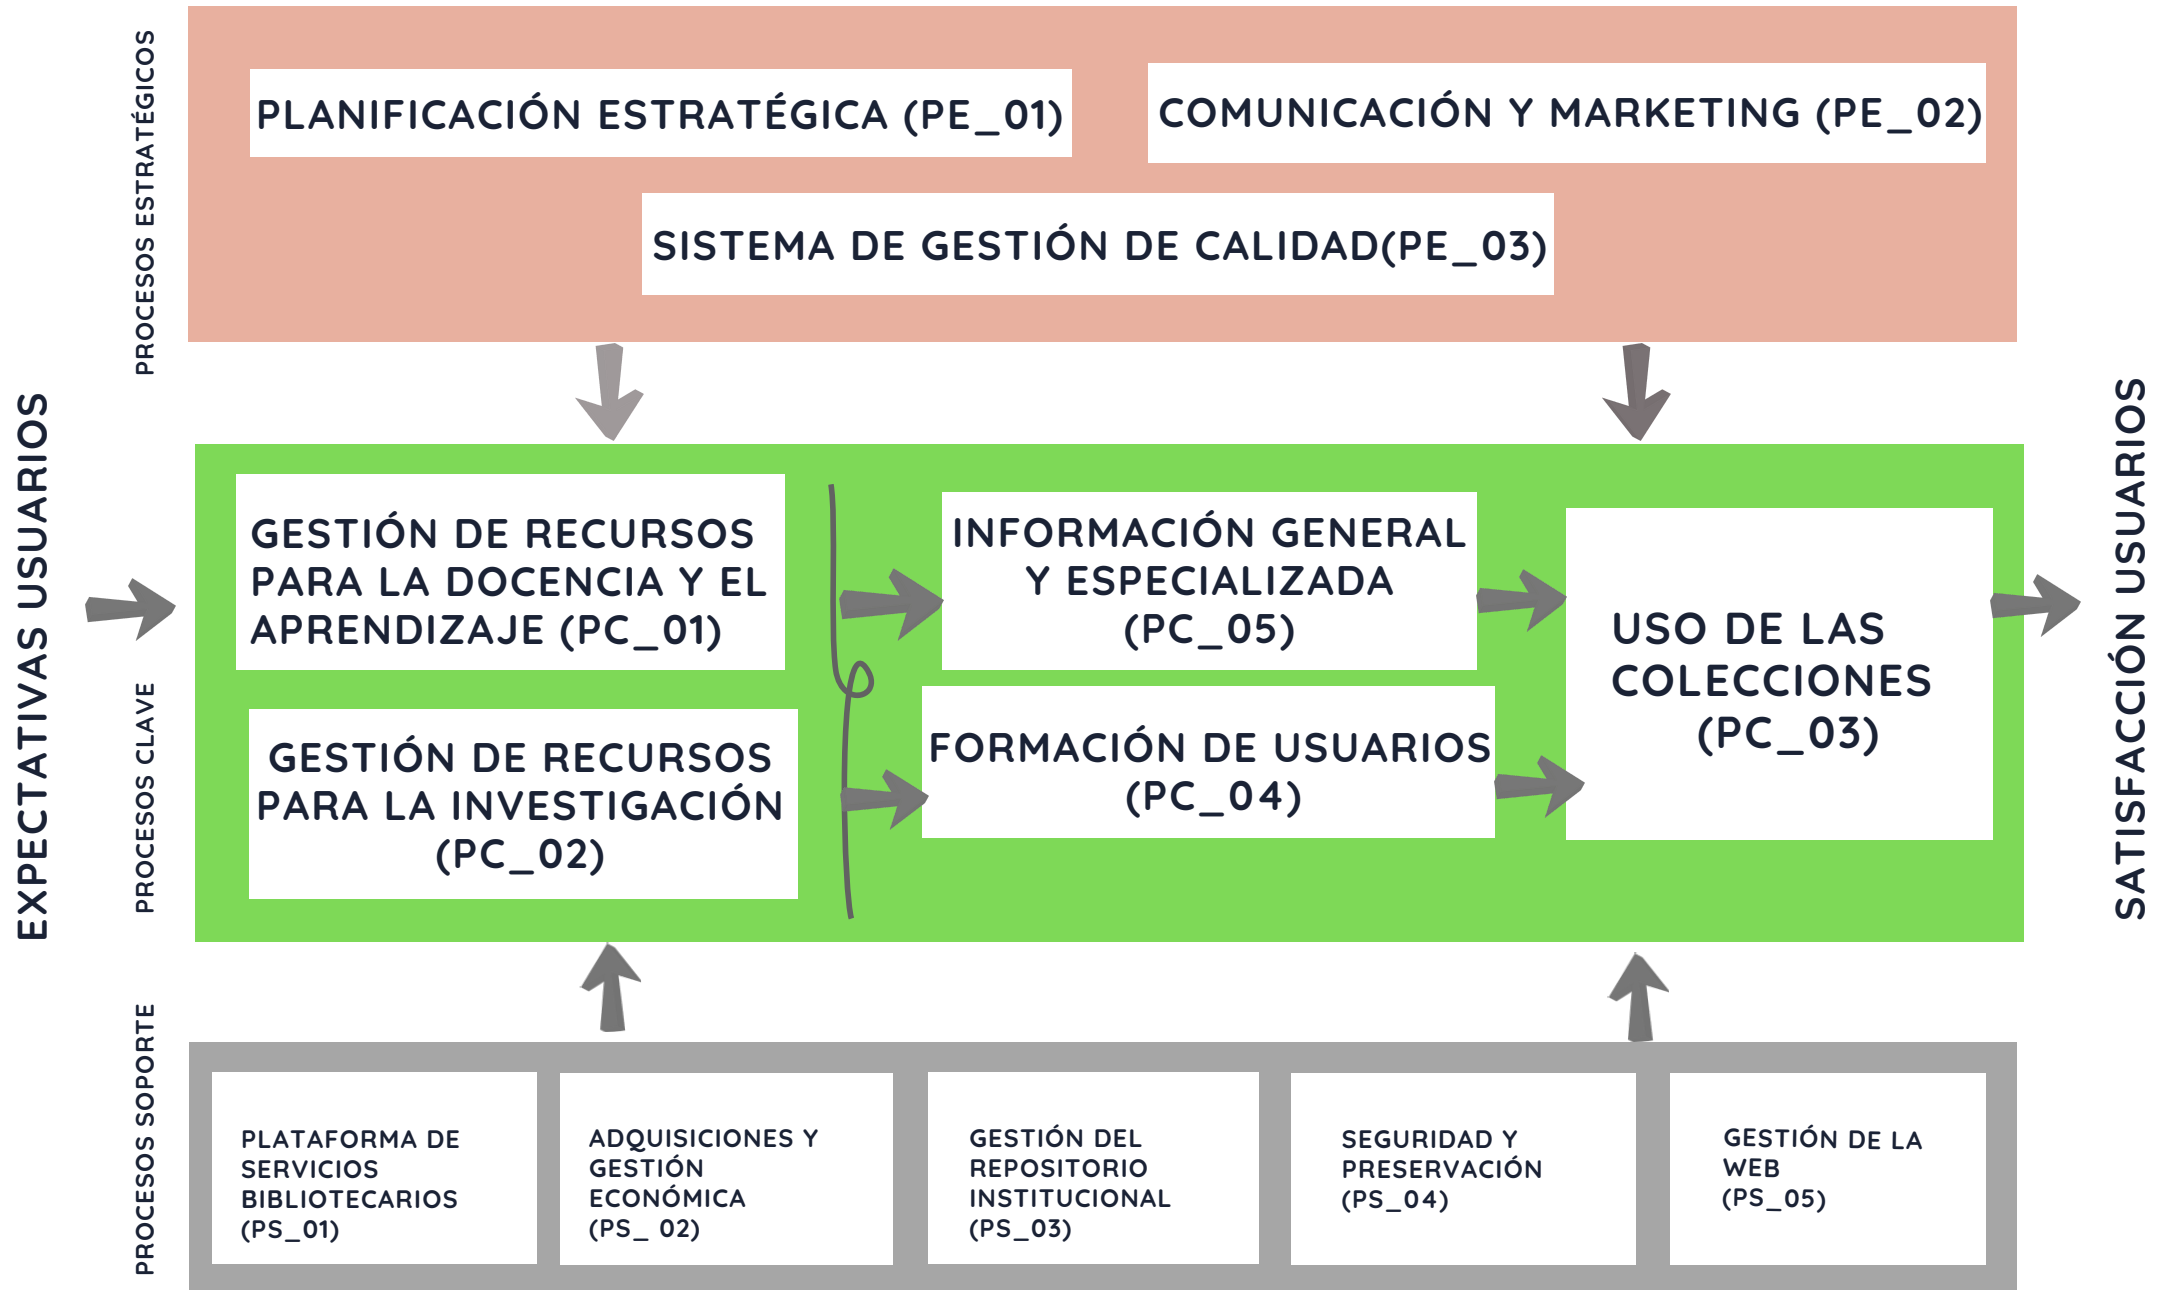 PROCESOS ESTRATÉGICOS
PLANIFICACIÓN ESTRATÉGICA (PE_01)
COMUNICACIÓN Y MARKETING (PE_02)
SISTEMA DE GESTIÓN DE CALIDAD(PE_03)
EXPECTATIVAS USUARIOS
PROCESOS CLAVE
GESTIÓN DE RECURSOS
PARA LA DOCENCIA Y EL
APRENDIZAJE (PC_01)
GESTIÓN DE RECURSOS
PARA LA INVESTIGACIÓN
(PC_02)
INFORMACIÓN GENERAL
Y ESPECIALIZADA
(PC_05)
FORMACIÓN DE USUARIOS
(PC_04)
USO DE LAS
COLECCIONES
(PC_03)
SATISFACCIÓN USUARIOS
PROCESOS SOPORTE
PLATAFORMA DE
SERVICIOS
BIBLIOTECARIOS
(PS_01)
ADQUISICIONES Y
GESTIÓN
ECONÓMICA
(PS_ 02)
GESTIÓN DEL
REPOSITORIO
INSTITUCIONAL
(PS_03)
SEGURIDAD Y
PRESERVACIÓN
(PS_04)
GESTIÓN DE LA
WEB
(PS_05)